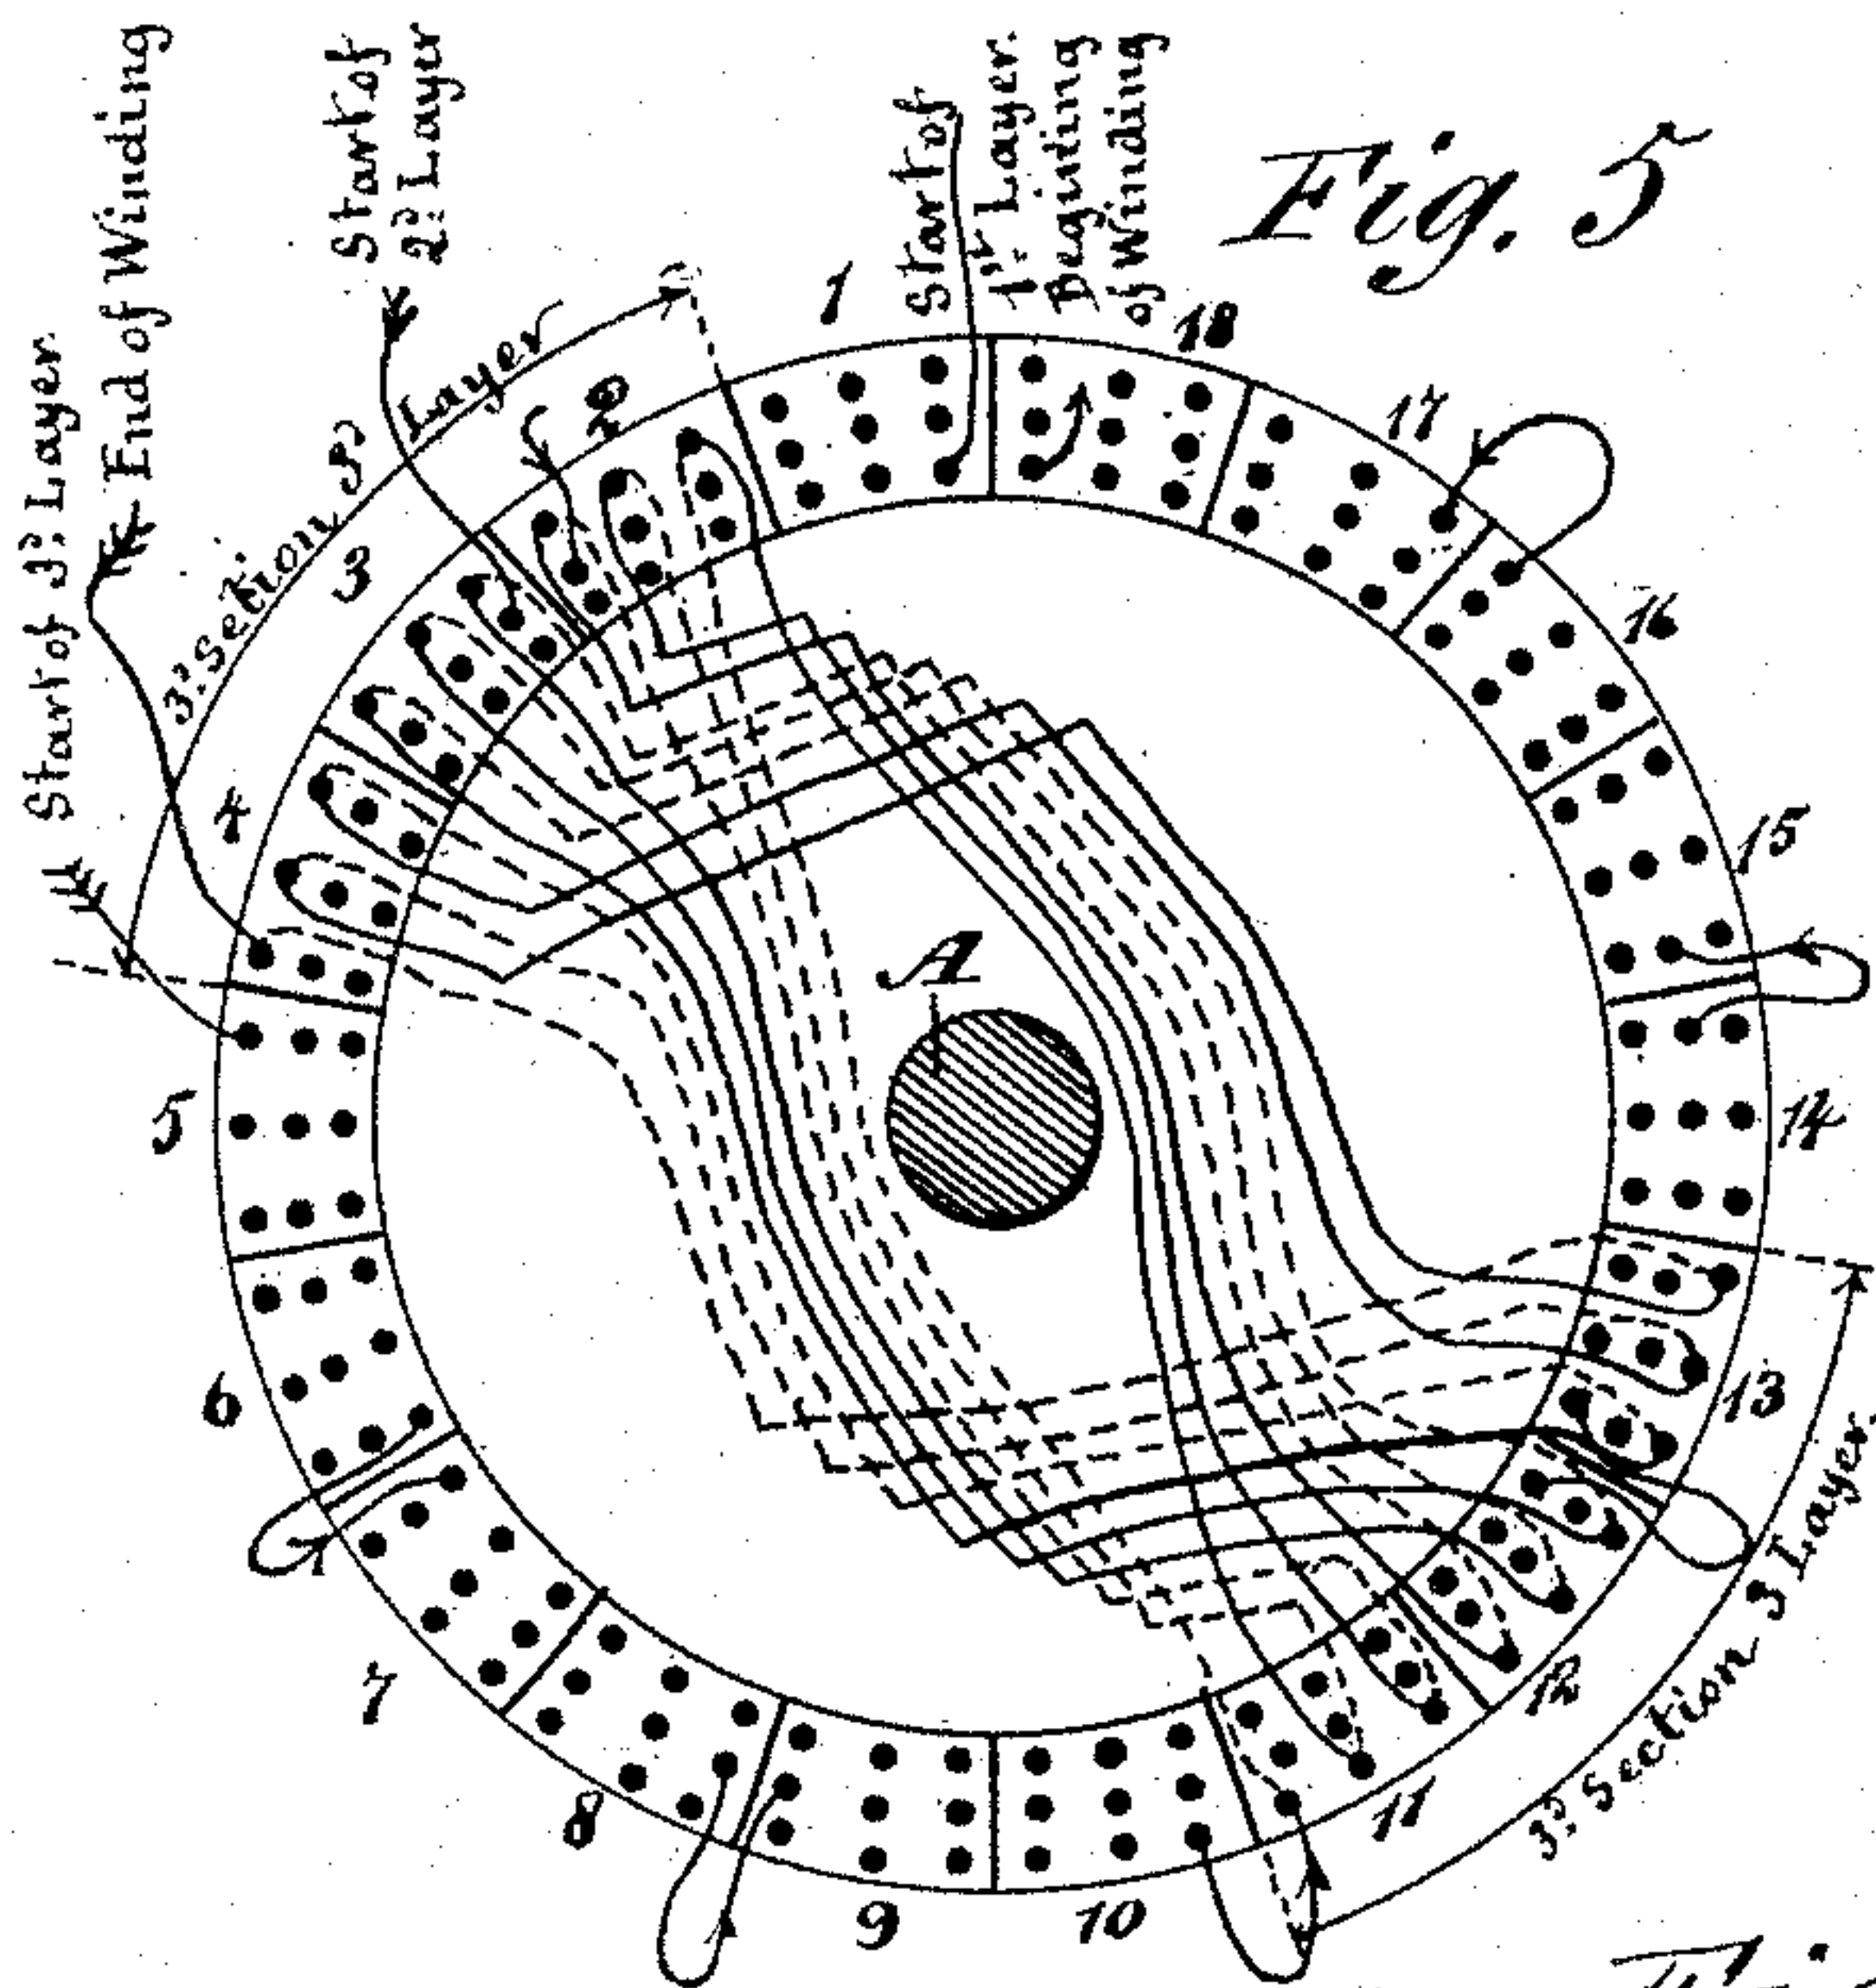 Fig. 5
Start of 3ᵈ Layer
End of Winding
Start of
2ᵈ Layer
Start of
1ˢᵗ Layer.
Begining
of Winding
3ᵈ Section 3ᵈ Layer
1
2
3
4
5
6
7
8
9
10
11
12
13
14
15
16
17
18
A
3ᵈ Section 3 Layer.